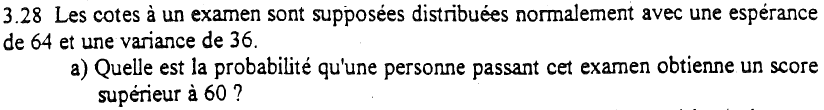 3.28 Les cotes à un examen sont supposées distribuées normalement avec une espérance
de 64 et une variance de 36.
a) Quelle est la probabilité qu'une personne passant cet examen obtienne un score
supérieur à 60 ?